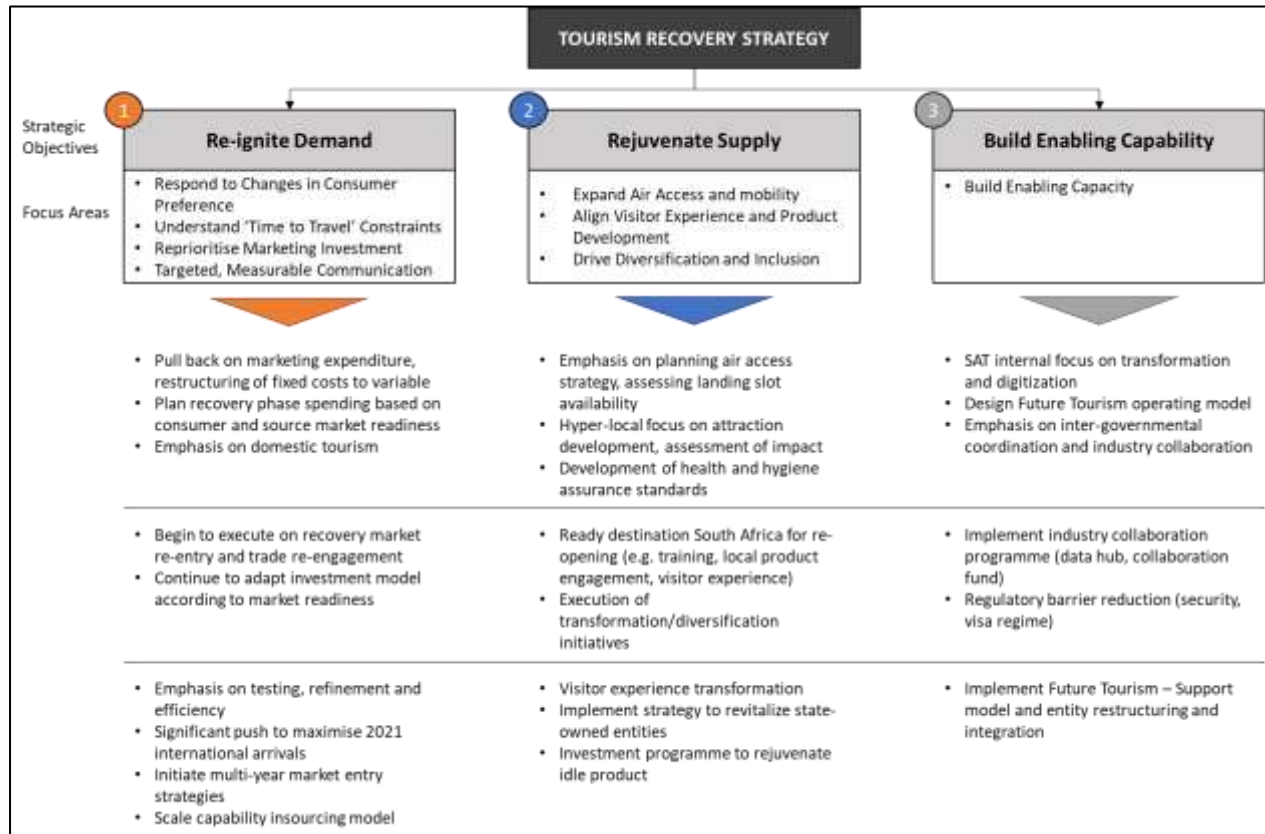 TOURISM RECOVERY STRATEGY
Strategic
Objectives
1
Re-ignite Demand
2
Rejuvenate Supply
3
Build Enabling Capability
Focus Areas
• Respond to Changes in Consumer
Preference
• Understand ‘Time to Travel’ Constraints
• Reprioritise Marketing Investment
• Targeted, Measurable Communication
• Expand Air Access and mobility
• Align Visitor Experience and Product
Development
• Drive Diversification and Inclusion
• Build Enabling Capacity
• Pull back on marketing expenditure,
restructuring of fixed costs to variable
• Plan recovery phase spending based on
consumer and source market readiness
• Emphasis on domestic tourism
• Emphasis on planning air access
strategy, assessing landing slot
availability
• Hyper-local focus on attraction
development, assessment of impact
• Development of health and hygiene
assurance standards
• SAT internal focus on transformation
and digitization
• Design Future Tourism operating model
• Emphasis on inter-governmental
coordination and industry collaboration
• Begin to execute on recovery market
re-entry and trade re-engagement
• Continue to adapt investment model
according to market readiness
• Ready destination South Africa for re-
opening (e.g. training, local product
engagement, visitor experience)
• Execution of
transformation/diversification
initiatives
• Implement industry collaboration
programme (data hub, collaboration
fund)
• Regulatory barrier reduction (security,
visa regime)
• Emphasis on testing, refinement and
efficiency
• Significant push to maximise 2021
international arrivals
• Initiate multi-year market entry
strategies
• Scale capability insourcing model
• Visitor experience transformation
• Implement strategy to revitalize state-
owned entities
• Investment programme to rejuvenate
idle product
• Implement Future Tourism – Support
model and entity restructuring and
integration